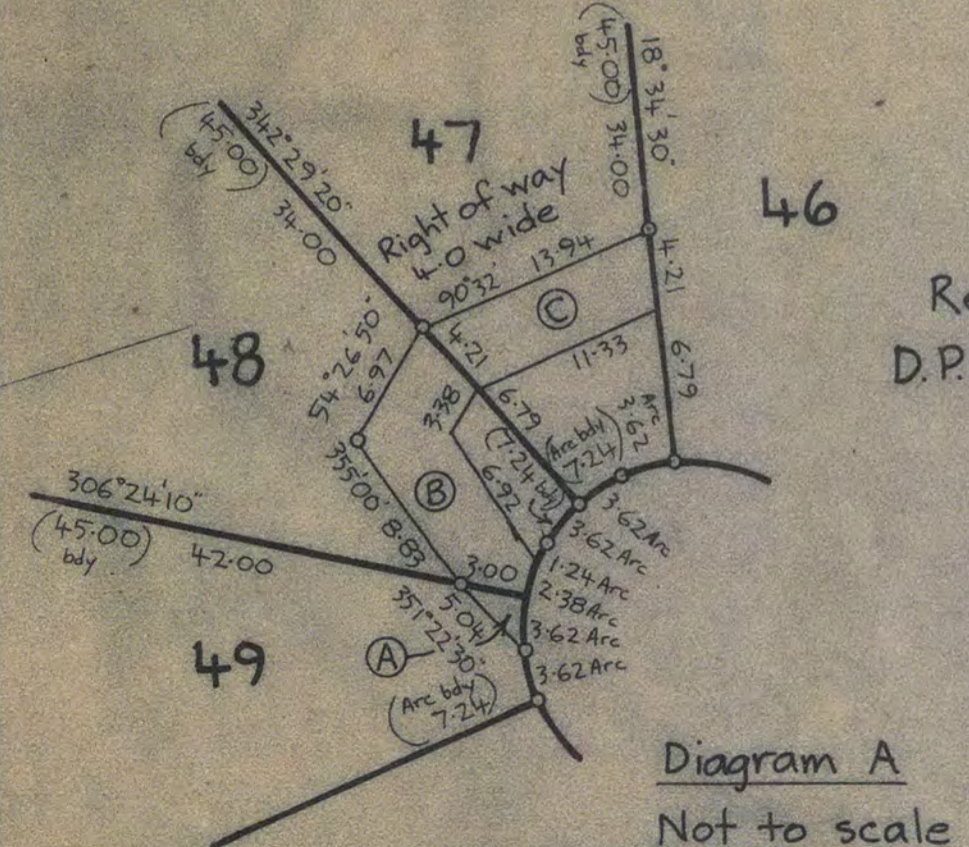 47
46
48
49
Right of way
4.0 wide
342°29'20"
(45.00)
bdy
34.00
18° 34' 30"
(45.00)
bdy
34.00
90°32'
13.94
C
4.21
4.21
11.33
6.79
6.79
54°26'50"
6.97
3.38
6.92
(7.24 bdy
(Arc bdy)
7.24
Arc
3.62
3.62 Arc
3.62 Arc
1.24 Arc
2.38 Arc
3.62 Arc
3.62 Arc
B
355°00'
8.83
306°24'10"
(45.00)
bdy
42.00
3.00
5.04
351°22'30"
A
(Arc bdy
7.24)
D.P.
Diagram A
Not to scale